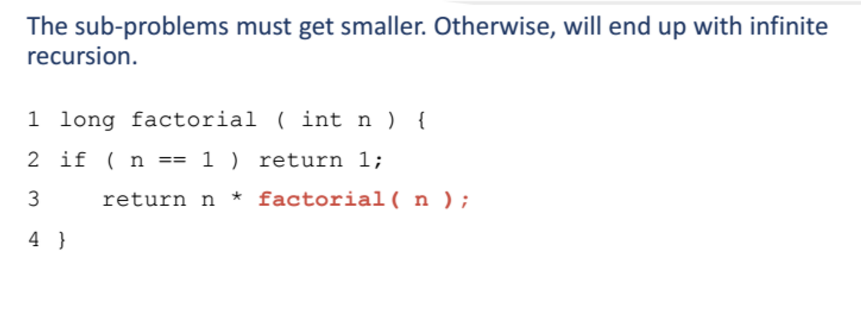 The sub-problems must get smaller. Otherwise, will end up with infinite
recursion.
1 long factorial ( int n ) {
2 if ( n == 1 ) return 1;
3 return n * factorial( n );
4 }